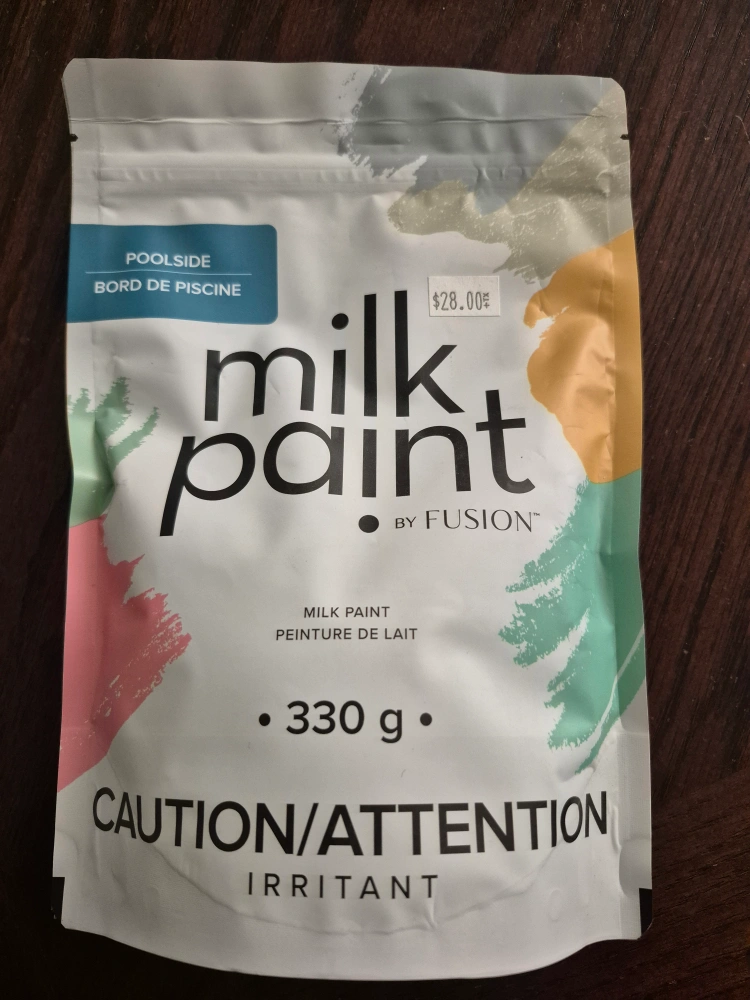 POOLSIDE
BORD DE PISCINE
$28.00
milk
paint
BY FUSION™
MILK PAINT
PEINTURE DE LAIT
• 330 g •
CAUTION/ATTENTION
IRRITANT